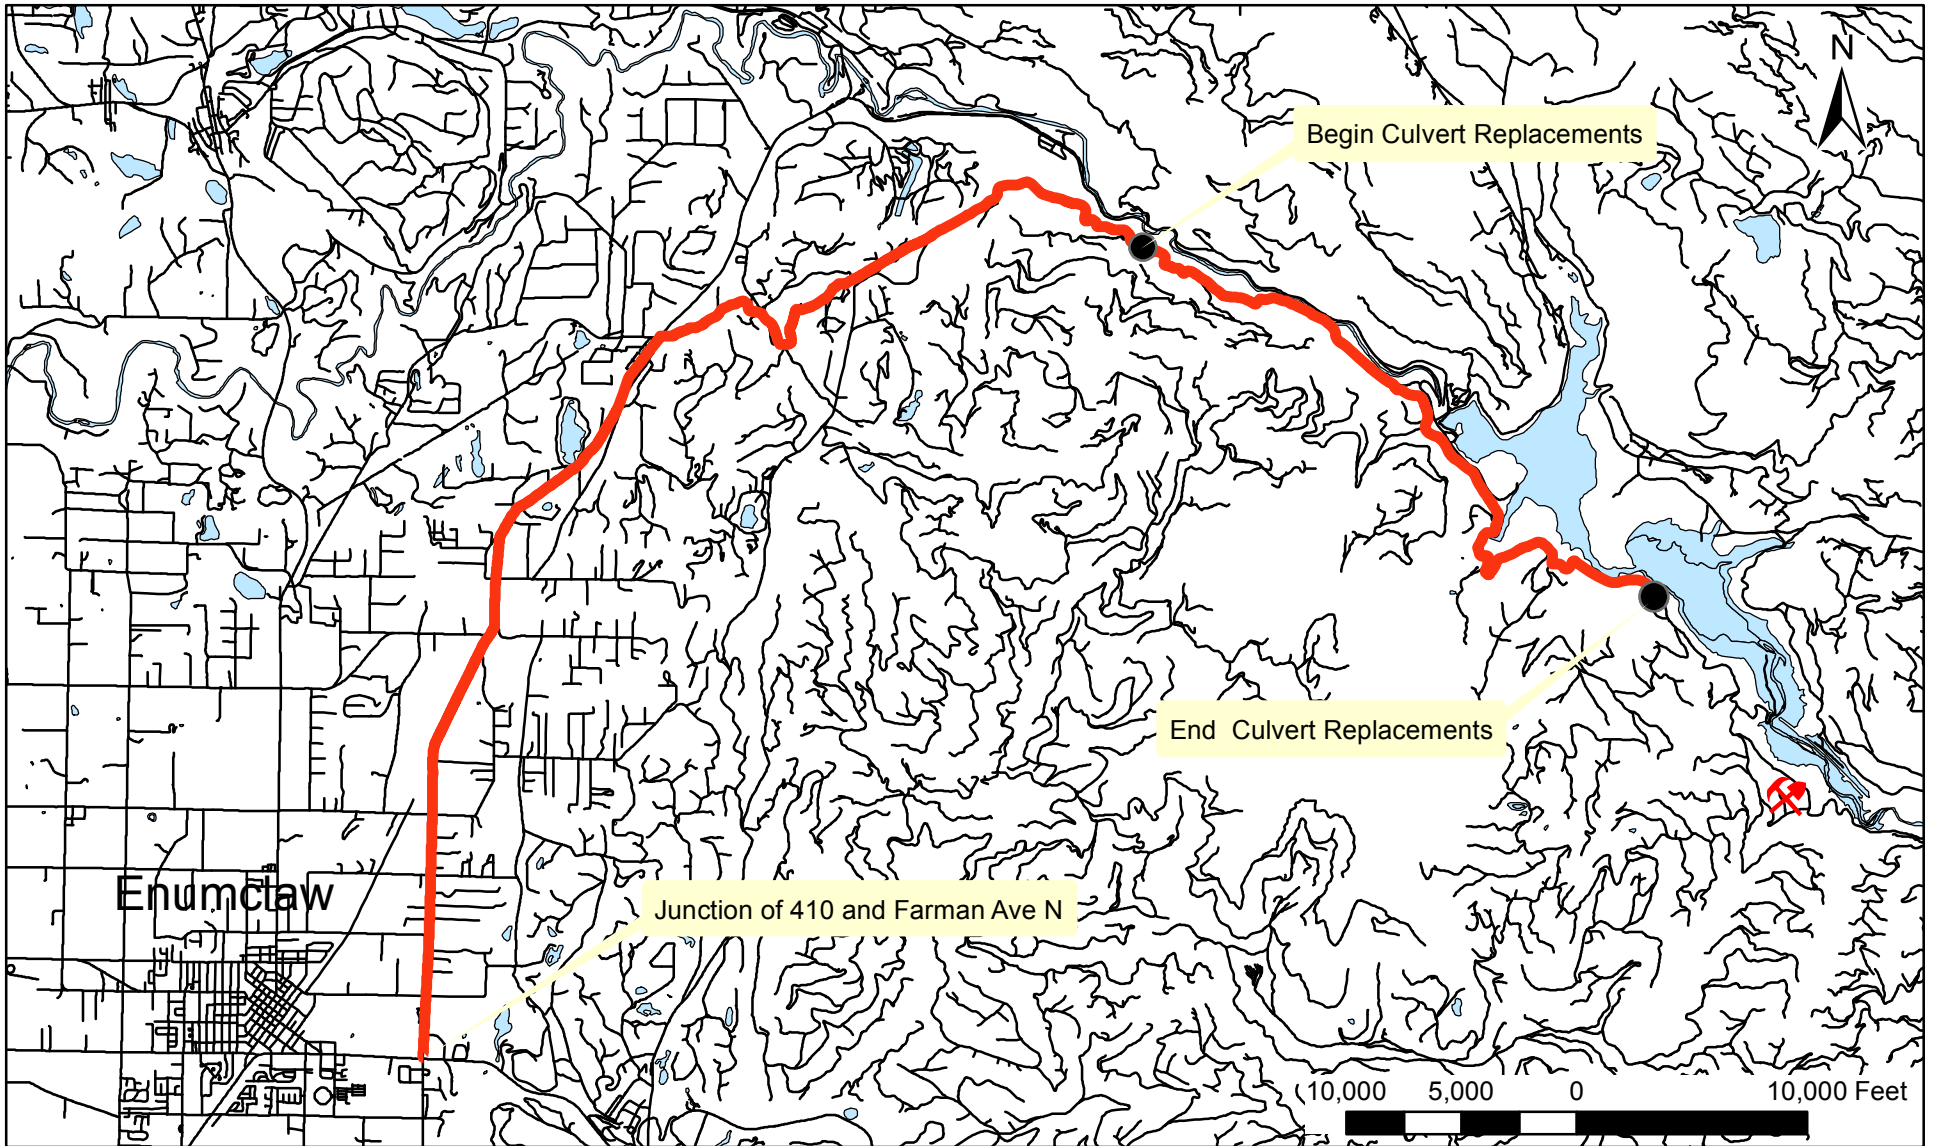 N
Begin Culvert Replacements
End Culvert Replacements
Enumclaw
Junction of 410 and Farman Ave N
10,000 5,000 0 10,000 Feet